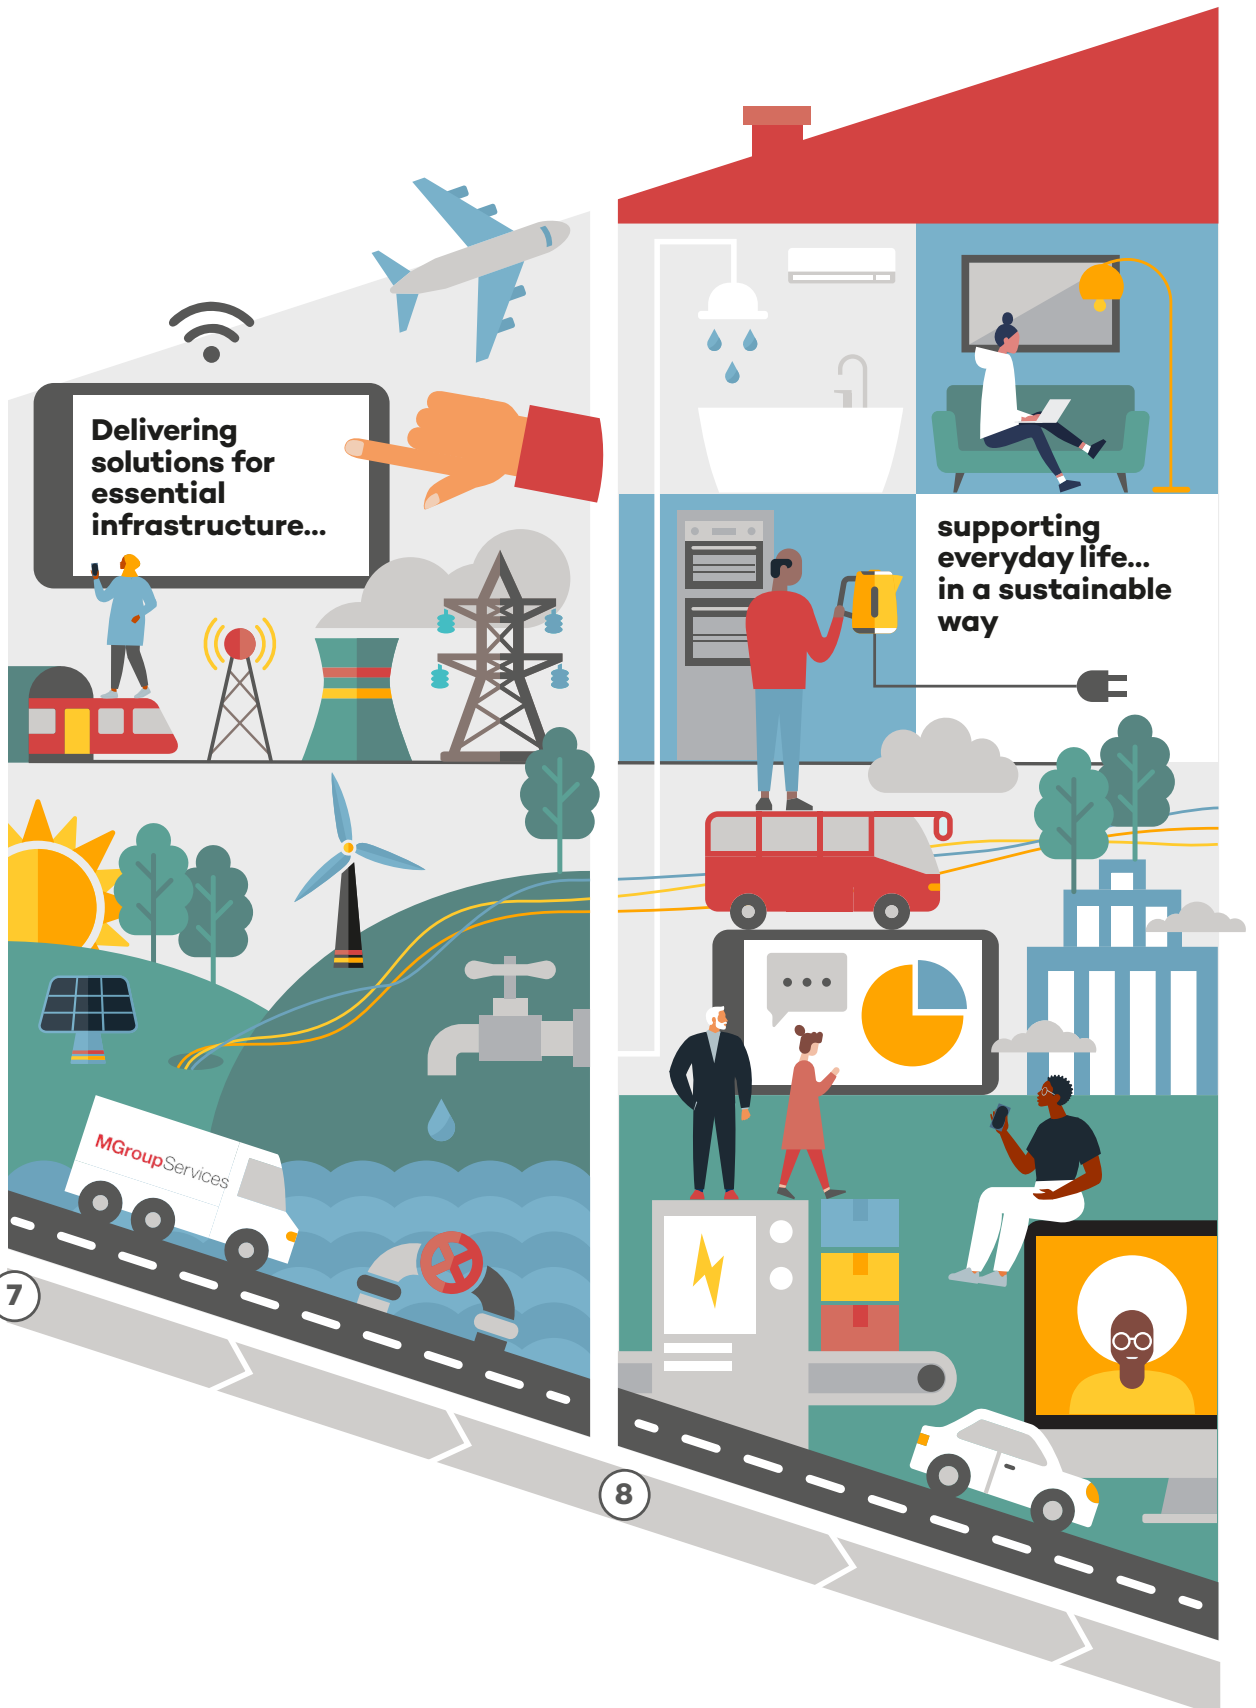 Delivering
solutions for
essential
infrastructure...
supporting
everyday life...
in a sustainable
way
MGroupServices
7
8